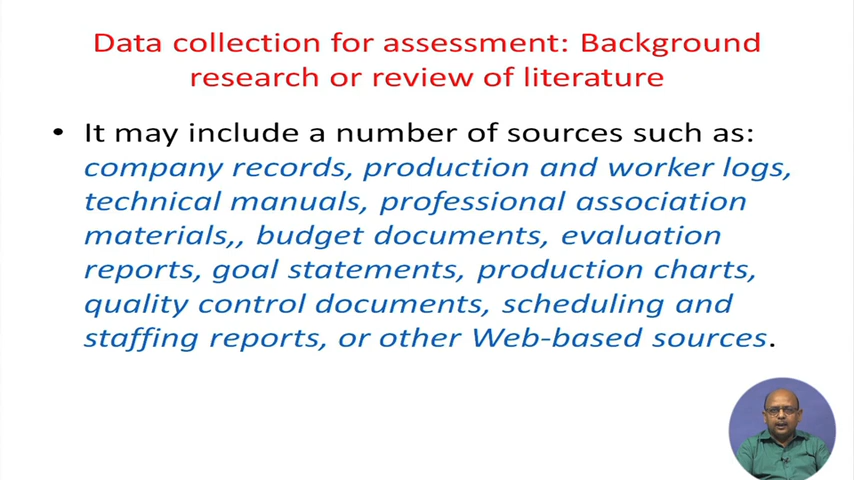 Data collection for assessment: Background
research or review of literature
• It may include a number of sources such as:
company records, production and worker logs,
technical manuals, professional association
materials,, budget documents, evaluation
reports, goal statements, production charts,
quality control documents, scheduling and
staffing reports, or other Web-based sources.